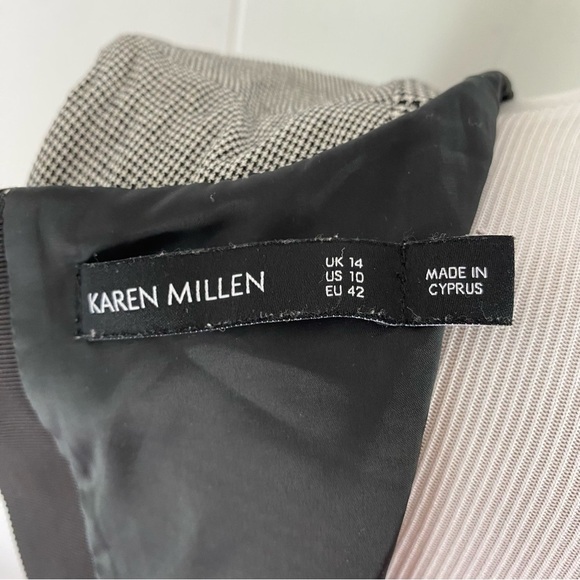 KAREN MILLEN
UK 14
US 10
EU 42
MADE IN
CYPRUS